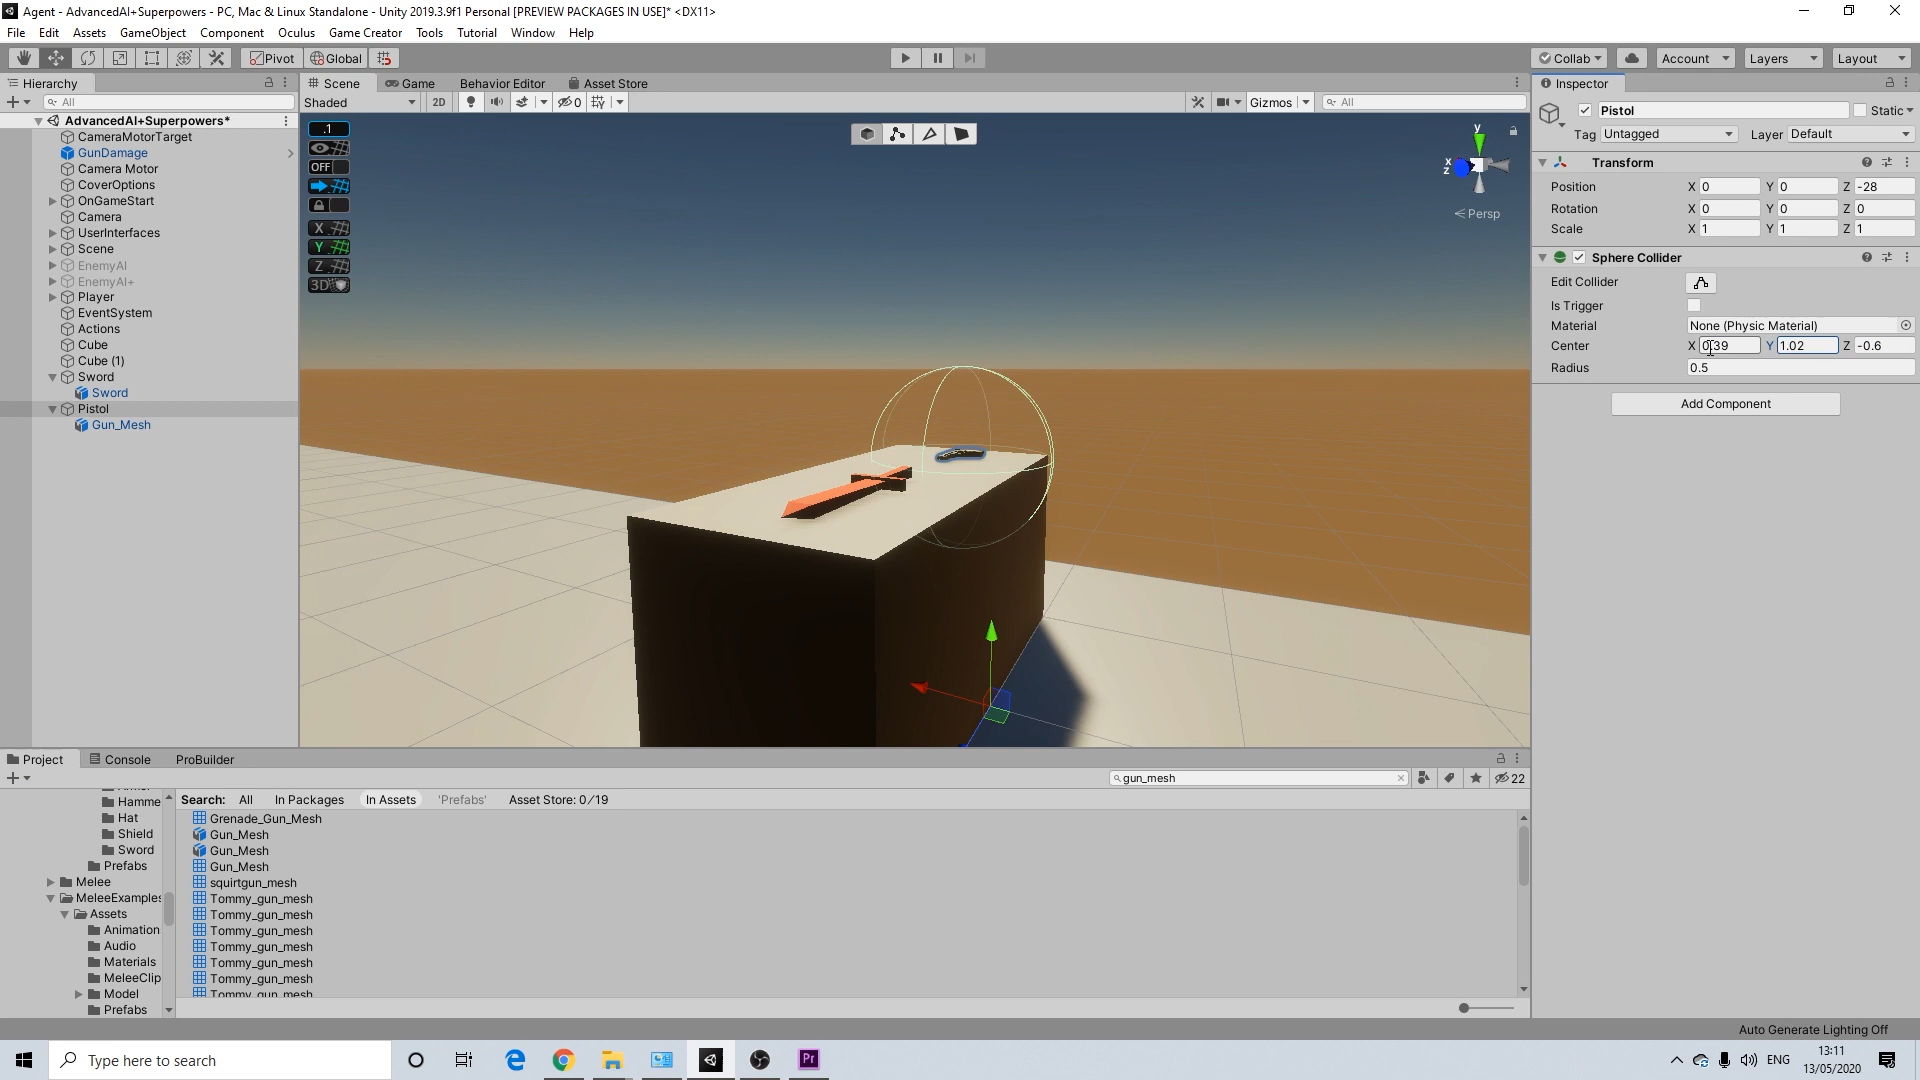 Agent - AdvancedAI+Superpowers - PC, Mac & Linux Standalone - Unity 2019.3.9f1 Personal [PREVIEW PACKAGES IN USE]* <DX11>
File Edit Assets GameObject Component Oculus Game Creator Tools Tutorial Window Help
Pivot Global Collab Account Layers Layout
Hierarchy
All
AdvancedAI+Superpowers*
CameraMotorTarget
GunDamage
Camera Motor
CoverOptions
OnGameStart
Camera
UserInterfaces
Scene
EnemyAI
EnemyAI+
Player
EventSystem
Actions
Cube
Cube (1)
Sword
Sword
Pistol
Gun_Mesh
Scene Game Behavior Editor Asset Store
Shaded 2D 0 Gizmos All
.1
OFF
X
Y
Z
3D
y
x
z
Persp
Inspector
Pistol Static
Tag Untagged Layer Default
Transform
Position X 0 Y 0 Z -28
Rotation X 0 Y 0 Z 0
Scale X 1 Y 1 Z 1
Sphere Collider
Edit Collider
Is Trigger
Material None (Physic Material)
Center X 0.39 Y 1.02 Z -0.6
Radius 0.5
Add Component
Project Console ProBuilder
gun_mesh 22
Hamme
Hat
Shield
Sword
Prefabs
Melee
MeleeExamples
Assets
Animation
Audio
Materials
MeleeClip
Model
Prefabs
Search: All In Packages In Assets 'Prefabs' Asset Store: 0/19
Grenade_Gun_Mesh
Gun_Mesh
Gun_Mesh
Gun_Mesh
squirtgun_mesh
Tommy_gun_mesh
Tommy_gun_mesh
Tommy_gun_mesh
Tommy_gun_mesh
Tommy_gun_mesh
Tommy_gun_mesh
Tommy_gun_mesh
Auto Generate Lighting Off
Type here to search
Pr
ENG
13:11
13/05/2020